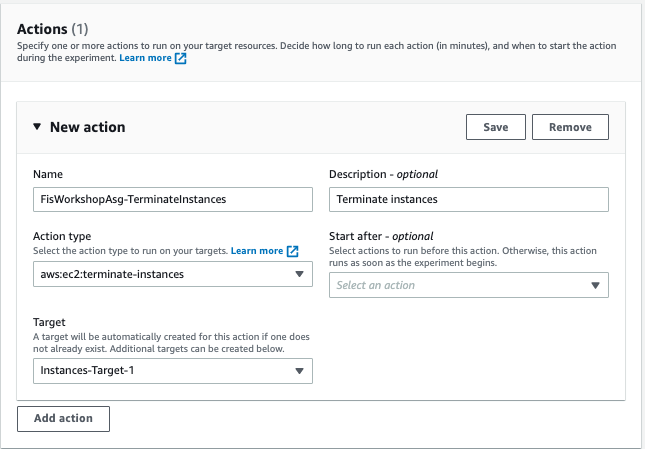 Actions (1)
Specify one or more actions to run on your target resources. Decide how long to run each action (in minutes), and when to start the action
during the experiment. Learn more
New action
Save
Remove
Name
FisWorkshopAsg-TerminateInstances
Description - optional
Terminate instances
Action type
Select the action type to run on your targets. Learn more
aws:ec2:terminate-instances
Start after - optional
Select actions to run before this action. Otherwise, this action
runs as soon as the experiment begins.
Select an action
Target
A target will be automatically created for this action if one does
not already exist. Additional targets can be created below.
Instances-Target-1
Add action